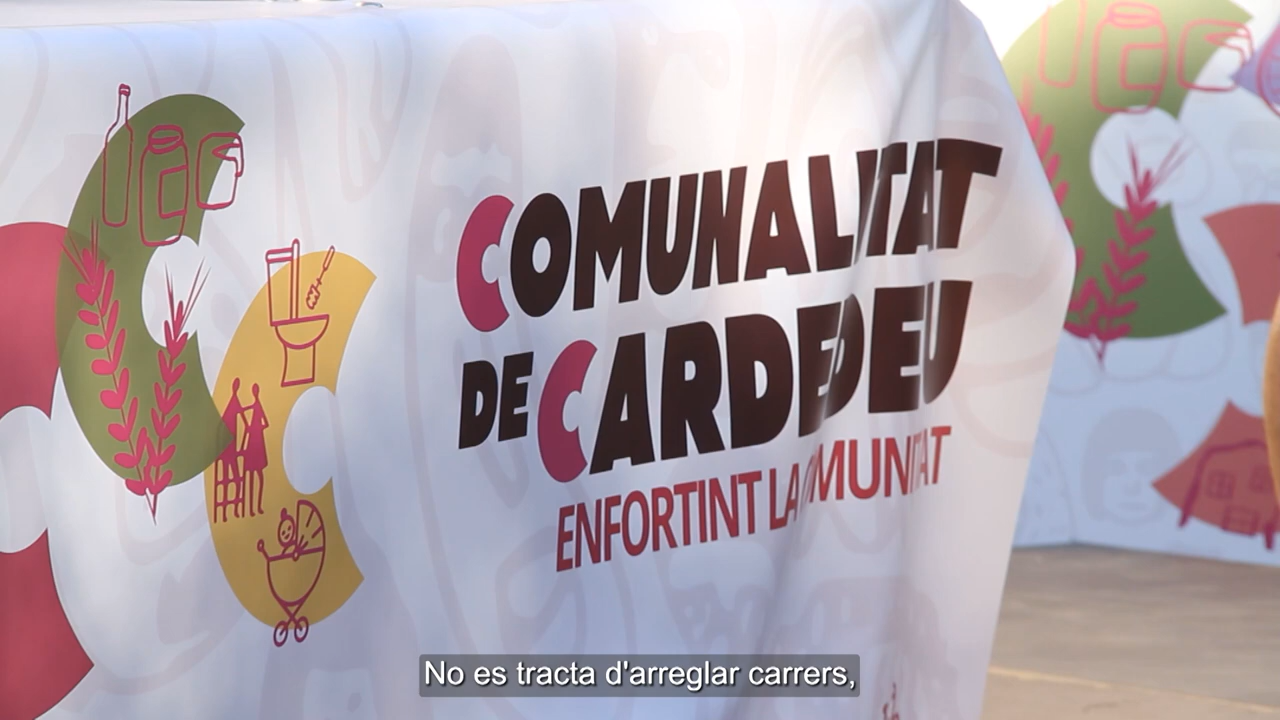 COMUNALITAT
DE CARDEDEU
ENFORTINT LA COMUNITAT
No es tracta d'arreglar carrers,